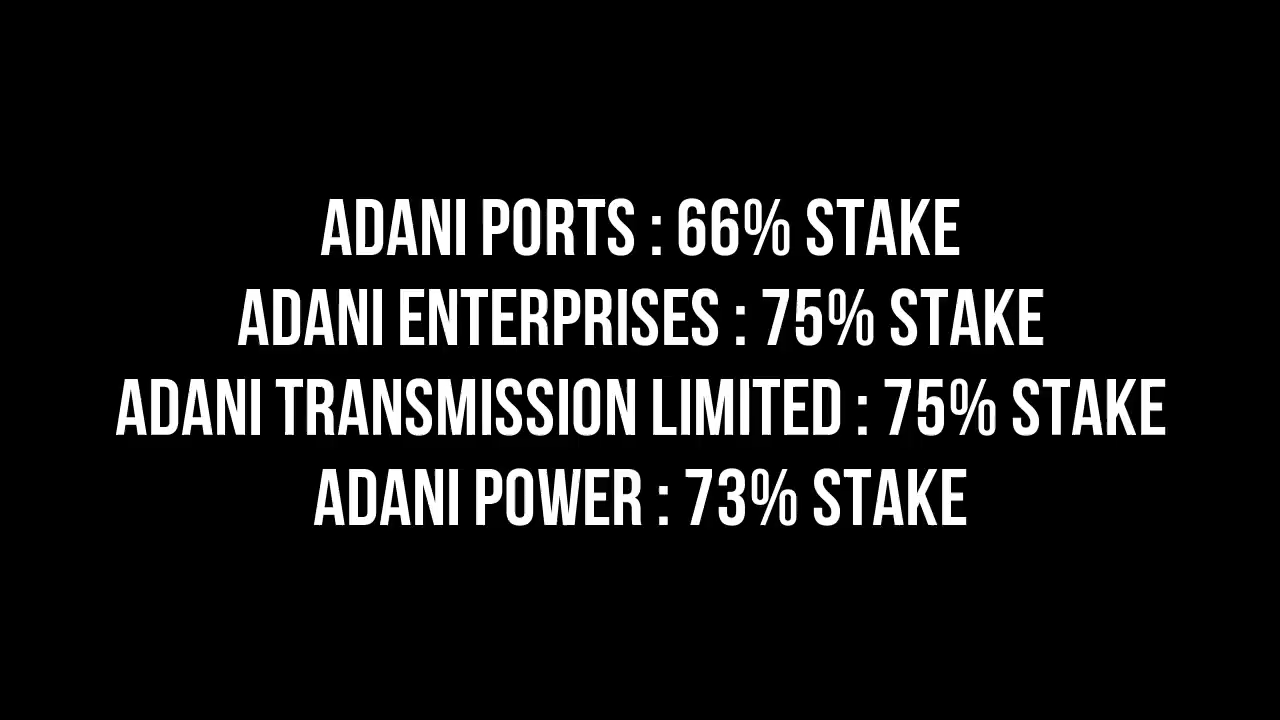 ADANI PORTS : 66% STAKE
ADANI ENTERPRISES : 75% STAKE
ADANI TRANSMISSION LIMITED : 75% STAKE
ADANI POWER : 73% STAKE